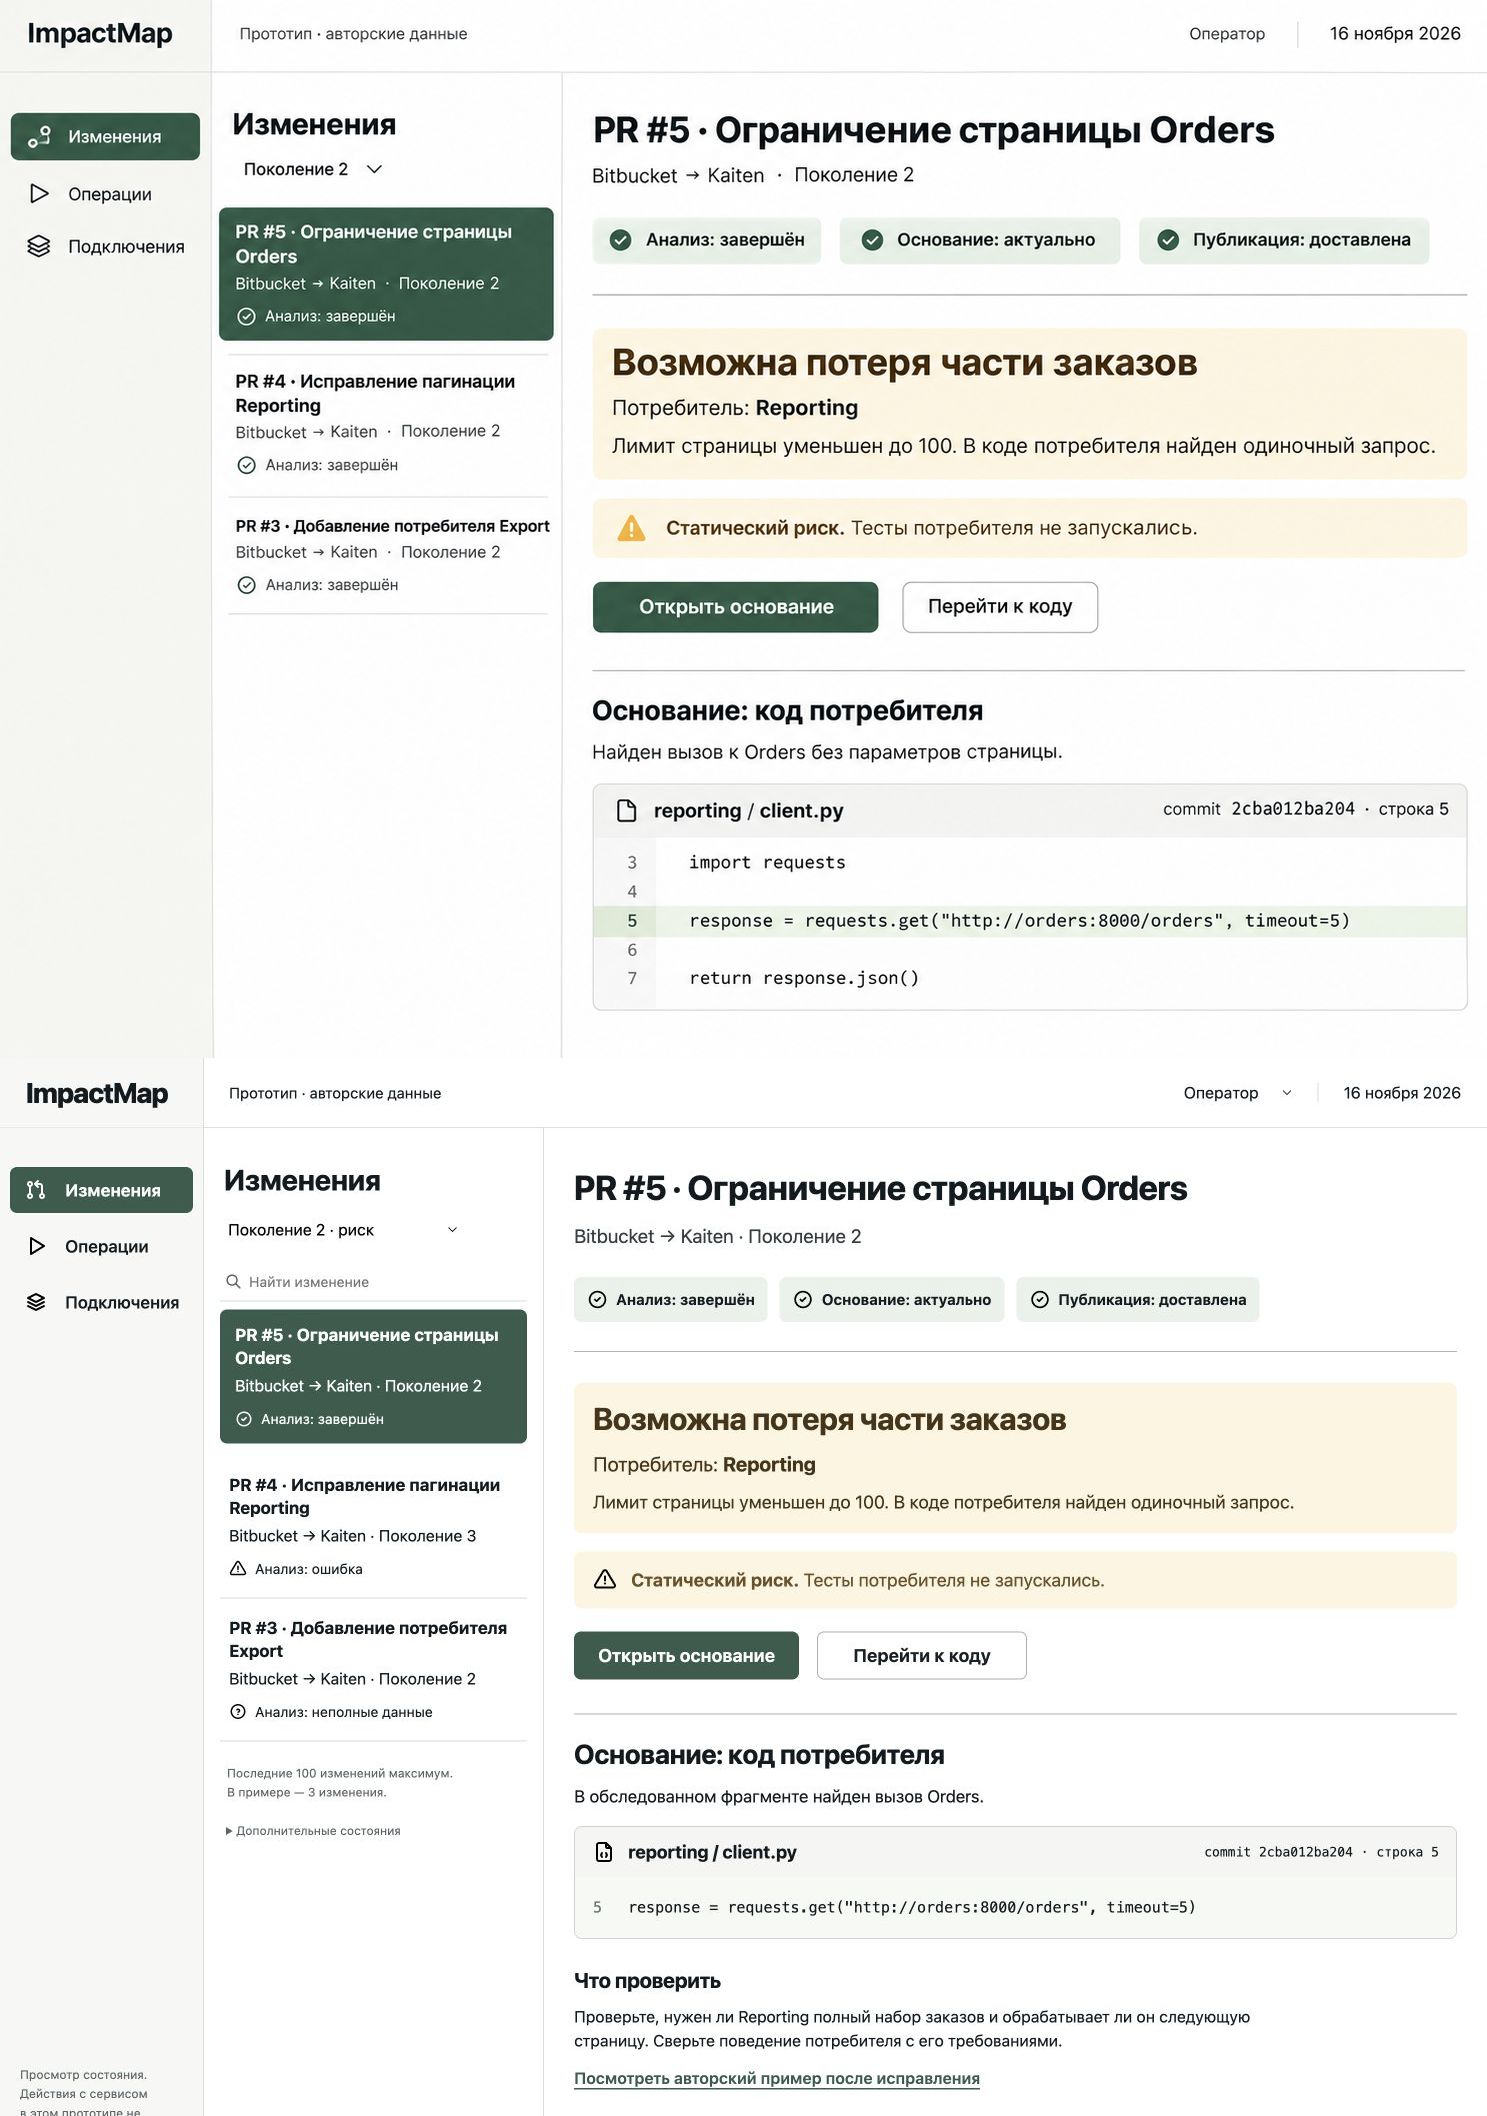 ImpactMap
Прототип · авторские данные
Оператор
16 ноября 2026
Изменения
Операции
Подключения
Изменения
Поколение 2
PR #5 · Ограничение страницы
Orders
Bitbucket → Kaiten · Поколение 2
Анализ: завершён
PR #4 · Исправление пагинации
Reporting
Bitbucket → Kaiten · Поколение 2
Анализ: завершён
PR #3 · Добавление потребителя Export
Bitbucket → Kaiten · Поколение 2
Анализ: завершён
PR #5 · Ограничение страницы Orders
Bitbucket → Kaiten · Поколение 2
Анализ: завершён
Основание: актуально
Публикация: доставлена
Возможна потеря части заказов
Потребитель: Reporting
Лимит страницы уменьшен до 100. В коде потребителя найден одиночный запрос.
Статический риск. Тесты потребителя не запускались.
Открыть основание
Перейти к коду
Основание: код потребителя
Найден вызов к Orders без параметров страницы.
reporting / client.py
commit 2cba012ba204 · строка 5
3 import requests
4
5 response = requests.get("http://orders:8000/orders", timeout=5)
6
7 return response.json()
ImpactMap
Прототип · авторские данные
Оператор
16 ноября 2026
Изменения
Операции
Подключения
Просмотр состояния.
Действия с сервисом
в этом прототипе не
Изменения
Поколение 2 · риск
Найти изменение
PR #5 · Ограничение страницы
Orders
Bitbucket → Kaiten · Поколение 2
Анализ: завершён
PR #4 · Исправление пагинации
Reporting
Bitbucket → Kaiten · Поколение 3
Анализ: ошибка
PR #3 · Добавление потребителя
Export
Bitbucket → Kaiten · Поколение 2
Анализ: неполные данные
Последние 100 изменений максимум.
В примере — 3 изменения.
Дополнительные состояния
PR #5 · Ограничение страницы Orders
Bitbucket → Kaiten · Поколение 2
Анализ: завершён
Основание: актуально
Публикация: доставлена
Возможна потеря части заказов
Потребитель: Reporting
Лимит страницы уменьшен до 100. В коде потребителя найден одиночный запрос.
Статический риск. Тесты потребителя не запускались.
Открыть основание
Перейти к коду
Основание: код потребителя
В обследованном фрагменте найден вызов Orders.
reporting / client.py
commit 2cba012ba204 · строка 5
5 response = requests.get("http://orders:8000/orders", timeout=5)
Что проверить
Проверьте, нужен ли Reporting полный набор заказов и обрабатывает ли он следующую
страницу. Сверьте поведение потребителя с его требованиями.
Посмотреть авторский пример после исправления